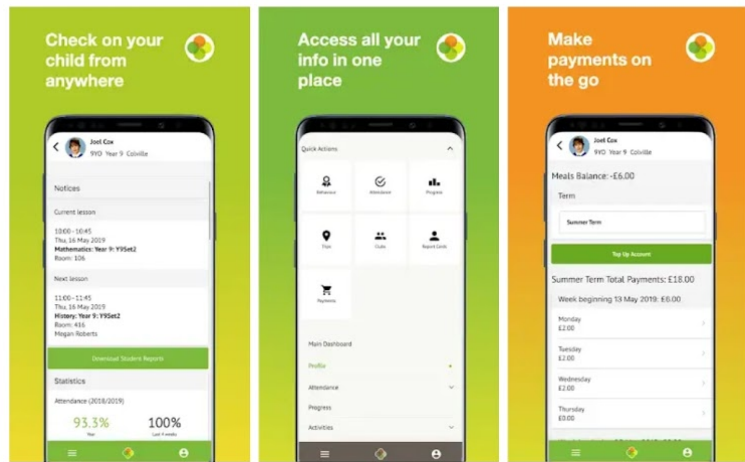 Check on your
child from
anywhere
Joel Cox
9YO Year 9 Colville
Notices
Current lesson
10:00 - 10:45
Thu, 16 May 2019
Mathematics: Year 9: Y9Set2
Room: 106
Next lesson
11:00 - 11:45
Thu, 16 May 2019
History: Year 9: Y9Set2
Room: 416
Megan Roberts
Download Student Reports
Statistics
Attendance (2018/2019)
93.3% 100%
Year Last 4 weeks
Access all your
info in one
place
Quick Actions
Behaviour Attendance Progress
Trips Clubs Report Cards
Payments
Main Dashboard
Profile
Attendance
Progress
Activities
Make
payments on
the go
Joel Cox
9YO Year 9 Colville
Meals Balance: -£6.00
Term
Summer Term
Top Up Account
Summer Term Total Payments: £18.00
Week beginning 13 May 2019: £6.00
Monday
£2.00
Tuesday
£2.00
Wednesday
£2.00
Thursday
£0.00